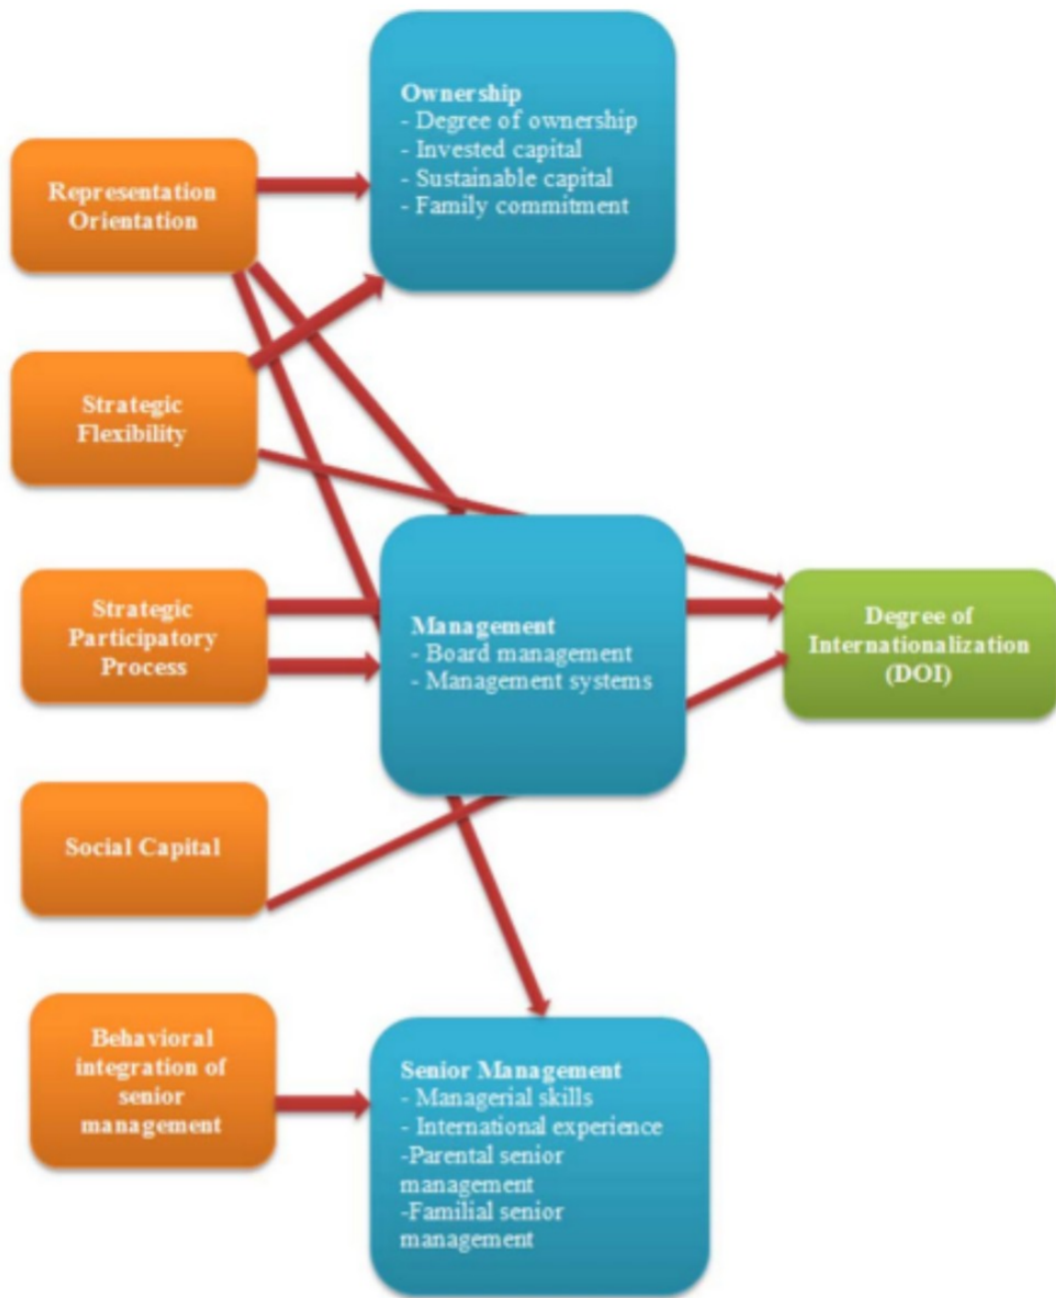 Ownership
- Degree of ownership
- Invested capital
- Sustainable capital
- Family commitment
Representation
Orientation
Strategic
Flexibility
Strategic
Participatory
Process
Management
- Board management
- Management systems
Degree of
Internationalization
(DOI)
Social Capital
Behavioral
integration of
senior
management
Senior Management
- Managerial skills
- International experience
-Parental senior
management
-Familial senior
management